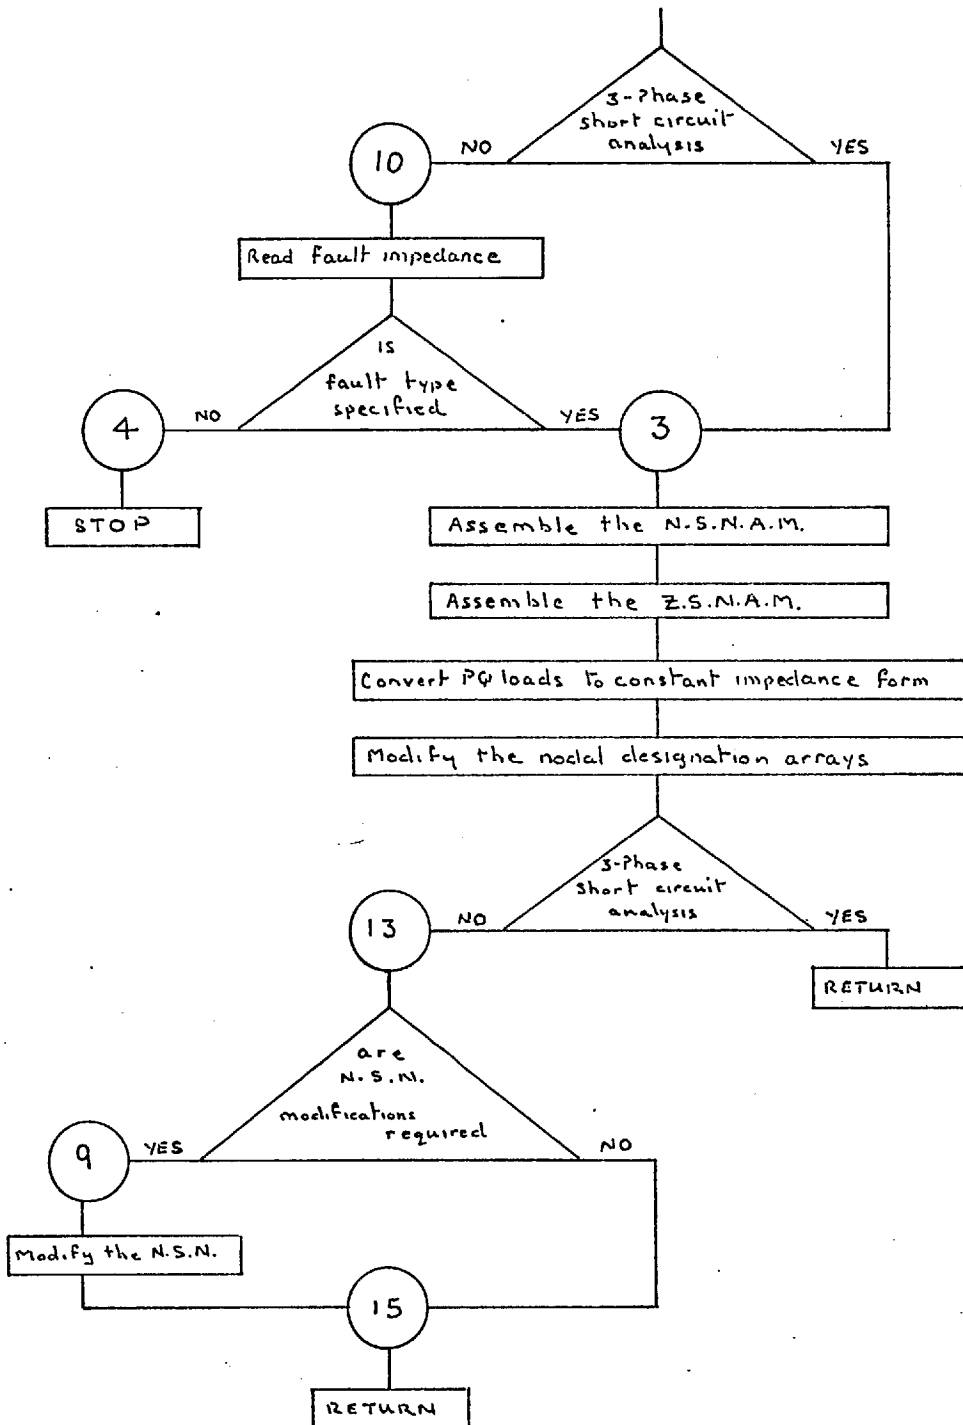 3-Phase
short circuit
analysis
NO
YES
10
Read fault impedance
is
fault type
specified
NO
YES
4
3
STOP
Assemble the N.S.N.A.M.
Assemble the Z.S.N.A.M.
Convert PQ loads to constant impedance form
Modify the nodal designation arrays
3-Phase
short circuit
analysis
NO
YES
13
RETURN
are
N.S.N.
modifications
required
YES
NO
9
Modify the N.S.N.
15
RETURN